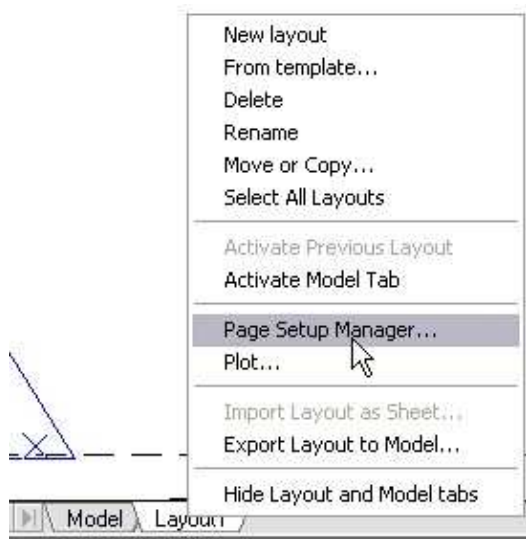 New layout
From template...
Delete
Rename
Move or Copy...
Select All Layouts
Activate Previous Layout
Activate Model Tab
Page Setup Manager...
Plot...
Import Layout as Sheet...
Export Layout to Model...
Hide Layout and Model tabs
Model Layout1